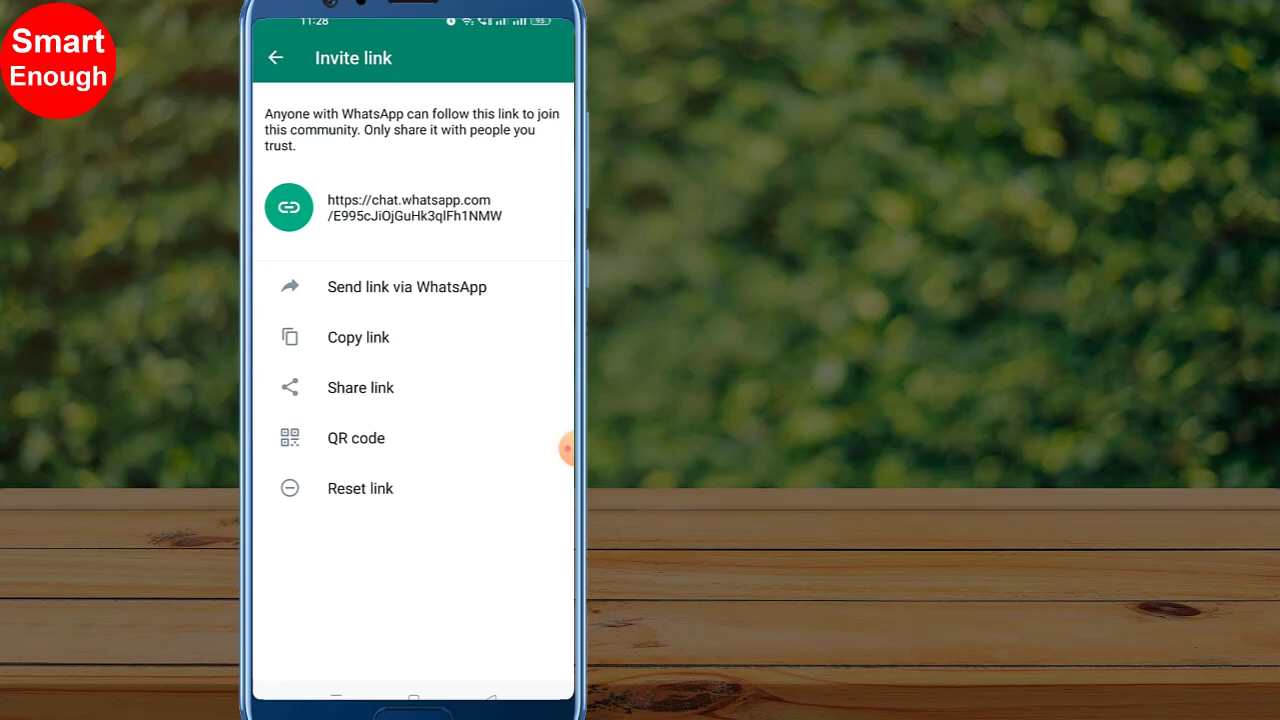 Smart
Enough
11:28
93
Invite link
Anyone with WhatsApp can follow this link to join
this community. Only share it with people you
trust.
https://chat.whatsapp.com
/E995cJiOjGuHk3qlFh1NMW
Send link via WhatsApp
Copy link
Share link
QR code
Reset link